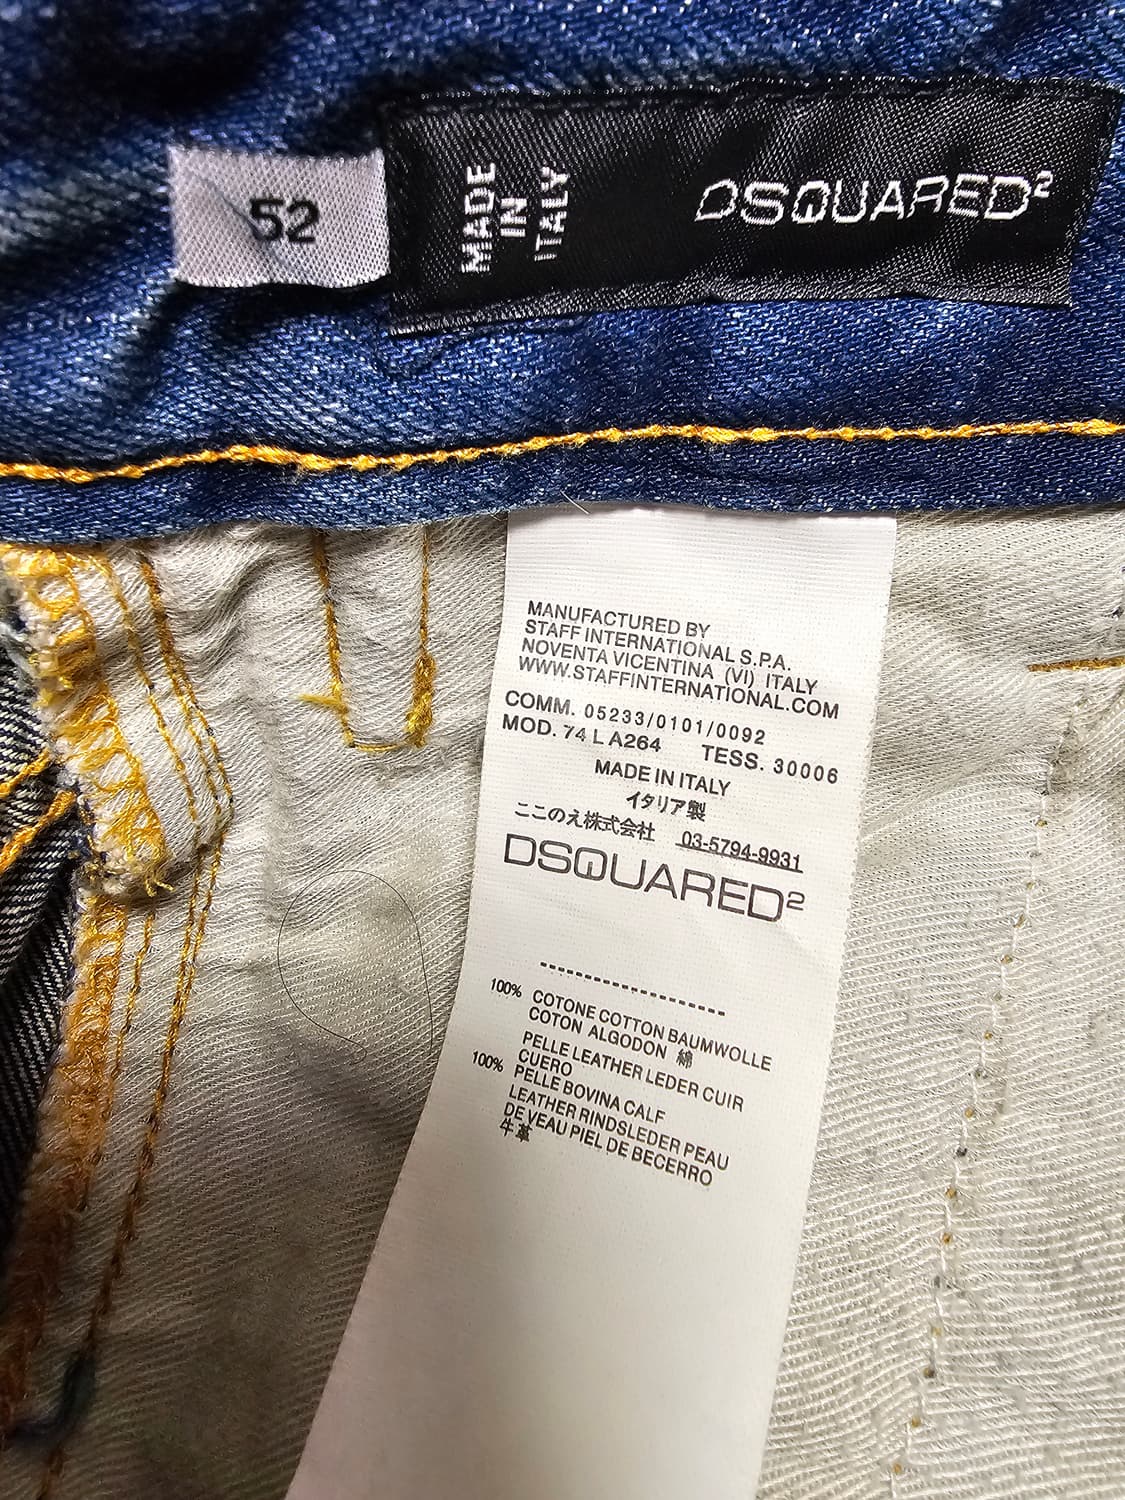 52
MADE
IN
ITALY
DSQUARED²
MANUFACTURED BY
STAFF INTERNATIONAL S.P.A.
NOVENTA VICENTINA (VI) ITALY
WWW.STAFFINTERNATIONAL.COM
COMM. 05233/0101/0092
MOD. 74 L A264 TESS. 30006
MADE IN ITALY
イタリア製
ここのえ株式会社 03-5794-9931
DSQUARED²
--------------------
100% COTONE COTTON BAUMWOLLE
COTON ALGODON 綿
PELLE LEATHER LEDER CUIR
CUERO
100% PELLE BOVINA CALF
LEATHER RINDSLEDER PEAU
DE VEAU PIEL DE BECERRO
牛革